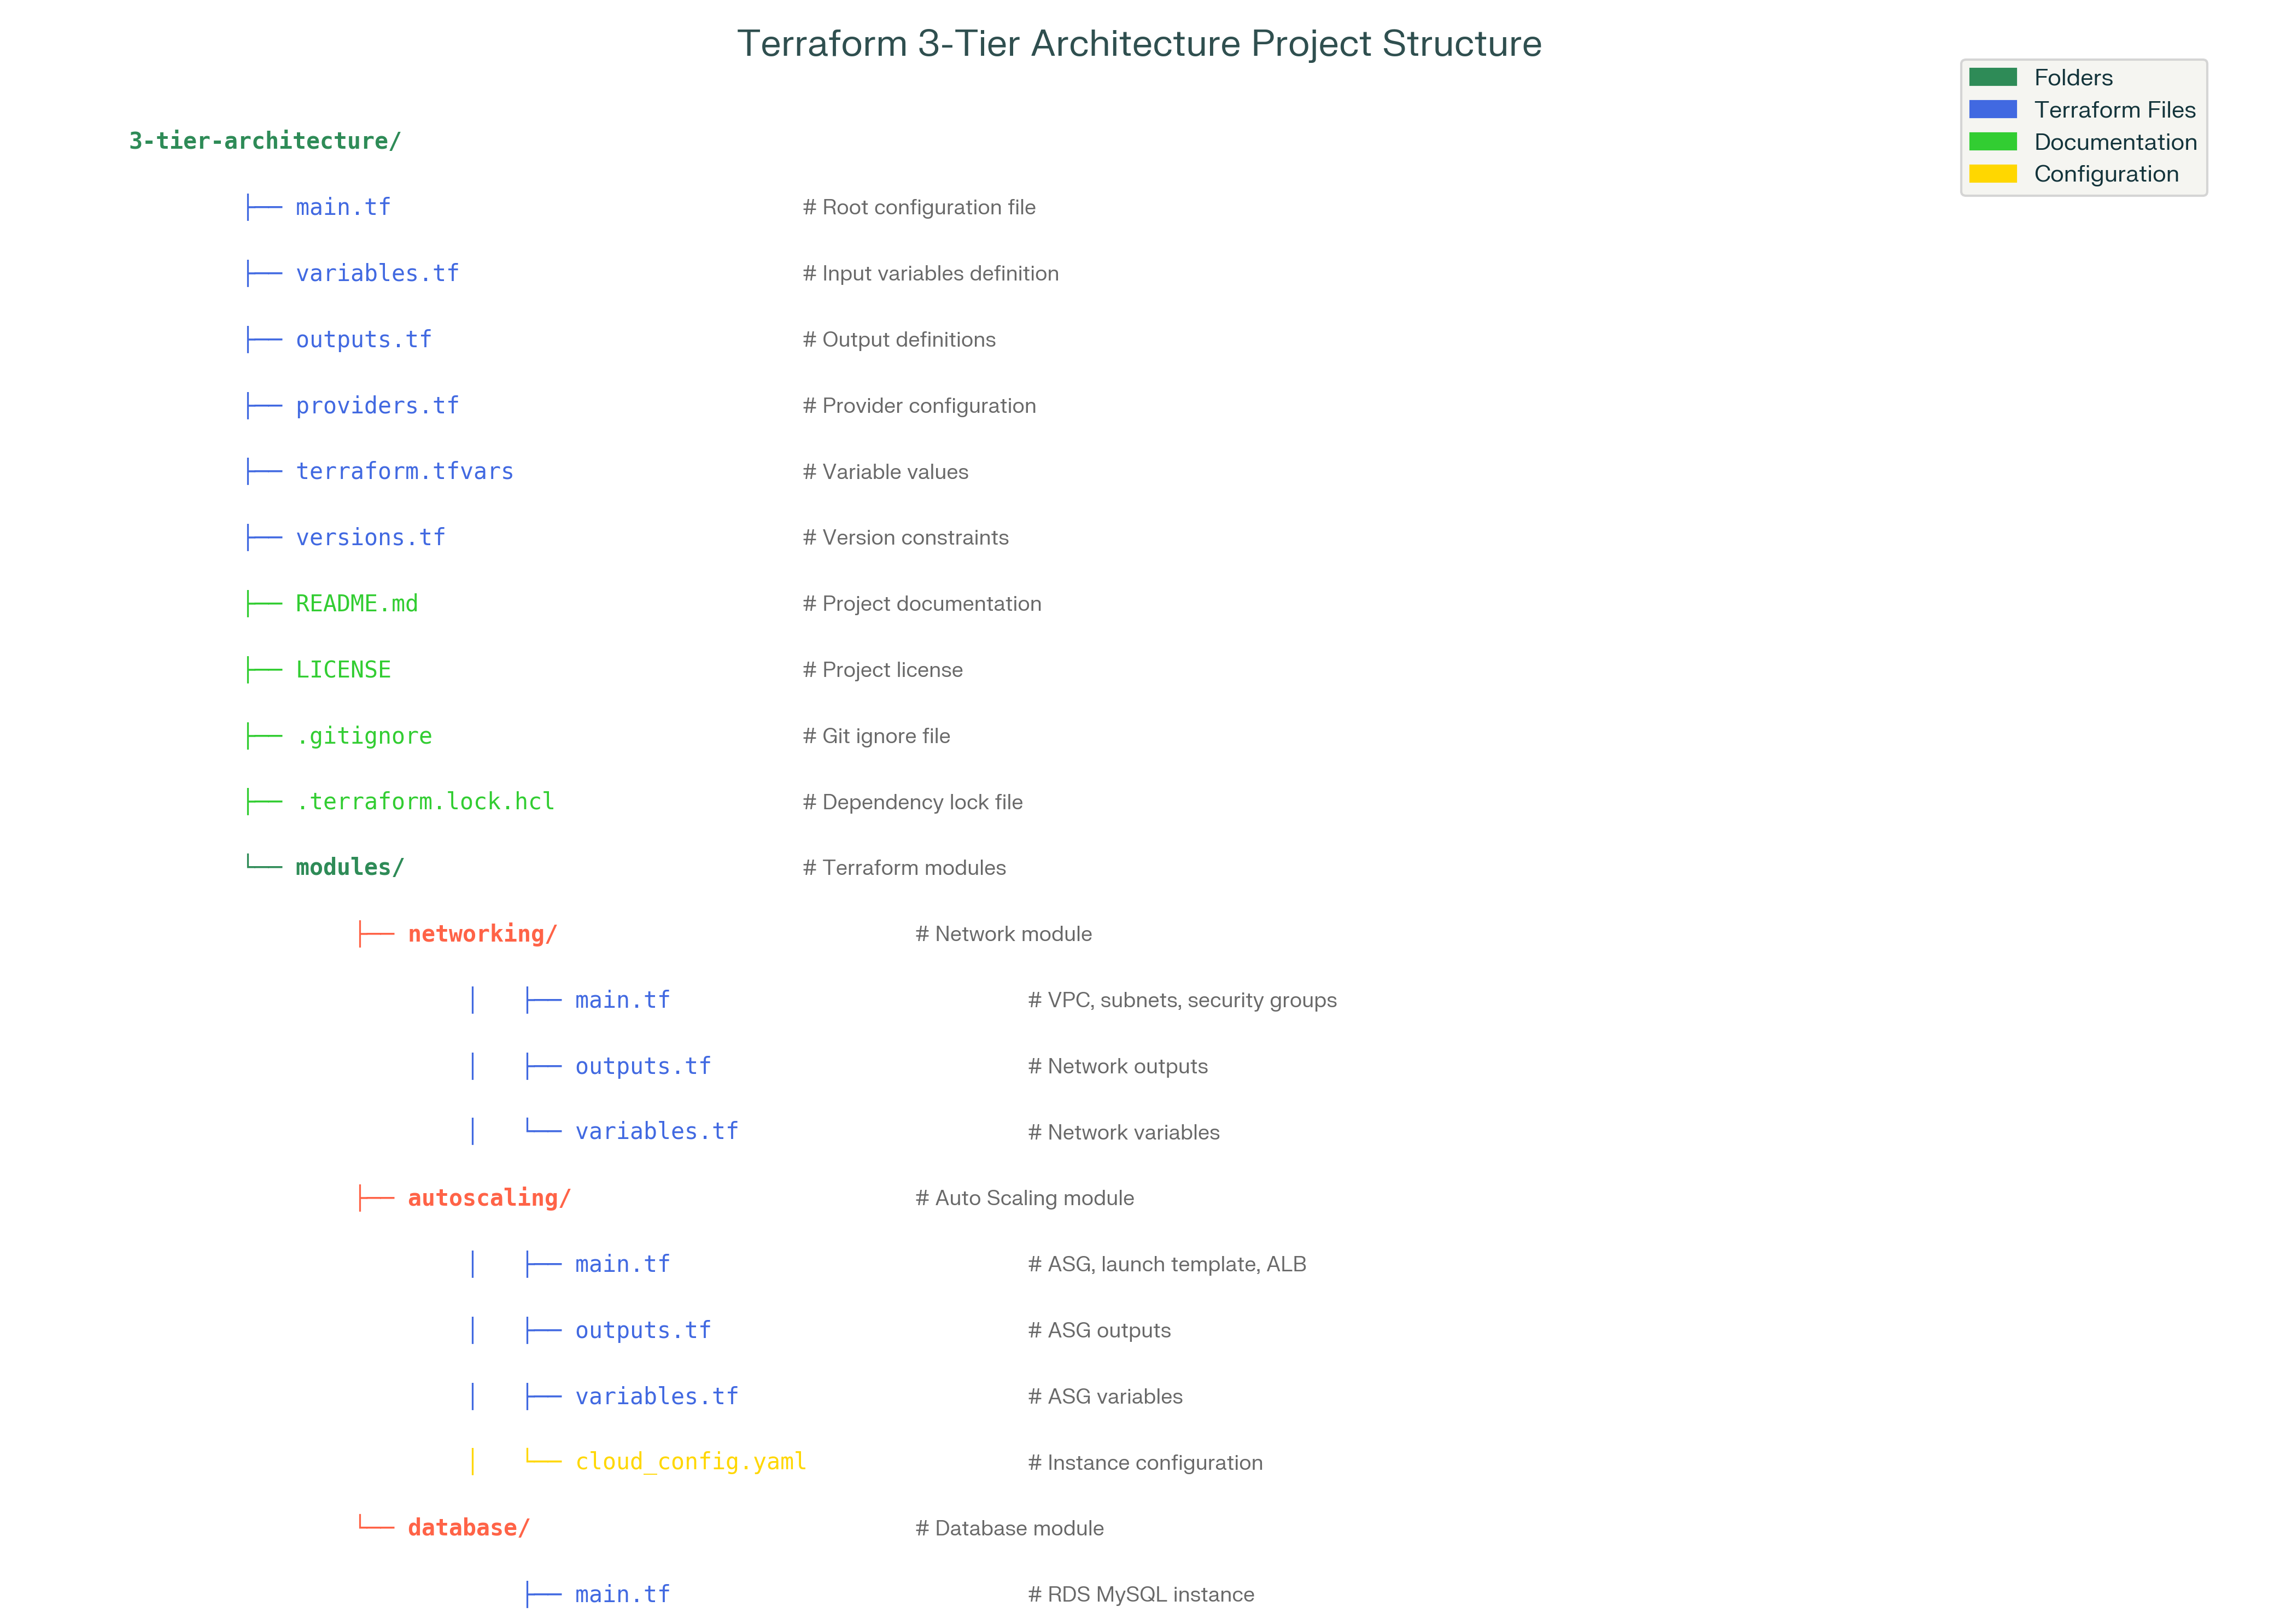 Terraform 3-Tier Architecture Project Structure
Folders
Terraform Files
Documentation
Configuration
3-tier-architecture/
├── main.tf # Root configuration file
├── variables.tf # Input variables definition
├── outputs.tf # Output definitions
├── providers.tf # Provider configuration
├── terraform.tfvars # Variable values
├── versions.tf # Version constraints
├── README.md # Project documentation
├── LICENSE # Project license
├── .gitignore # Git ignore file
├── .terraform.lock.hcl # Dependency lock file
└── modules/ # Terraform modules
├── networking/ # Network module
│   ├── main.tf # VPC, subnets, security groups
│   ├── outputs.tf # Network outputs
│   └── variables.tf # Network variables
├── autoscaling/ # Auto Scaling module
│   ├── main.tf # ASG, launch template, ALB
│   ├── outputs.tf # ASG outputs
│   ├── variables.tf # ASG variables
│   └── cloud_config.yaml # Instance configuration
└── database/ # Database module
├── main.tf # RDS MySQL instance